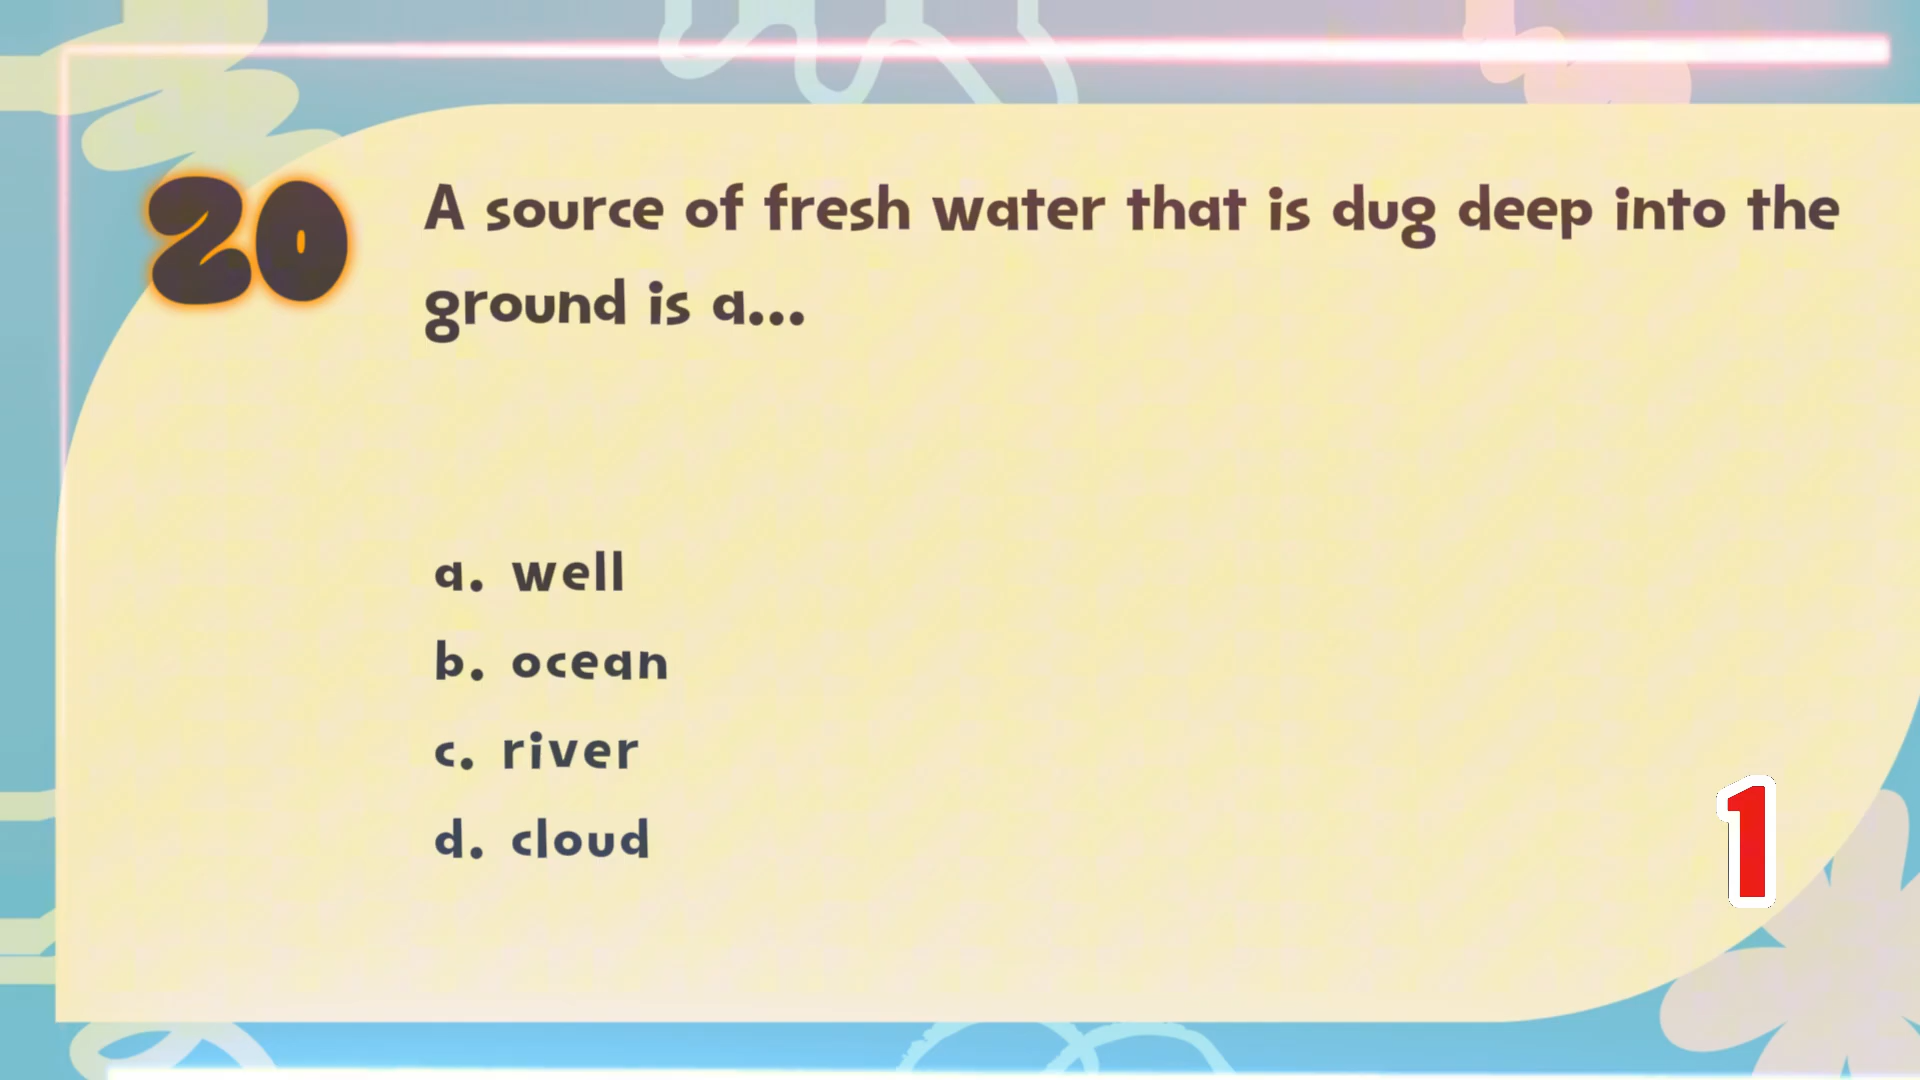 20
A source of fresh water that is dug deep into the
ground is a...
a. well
b. ocean
c. river
d. cloud
1